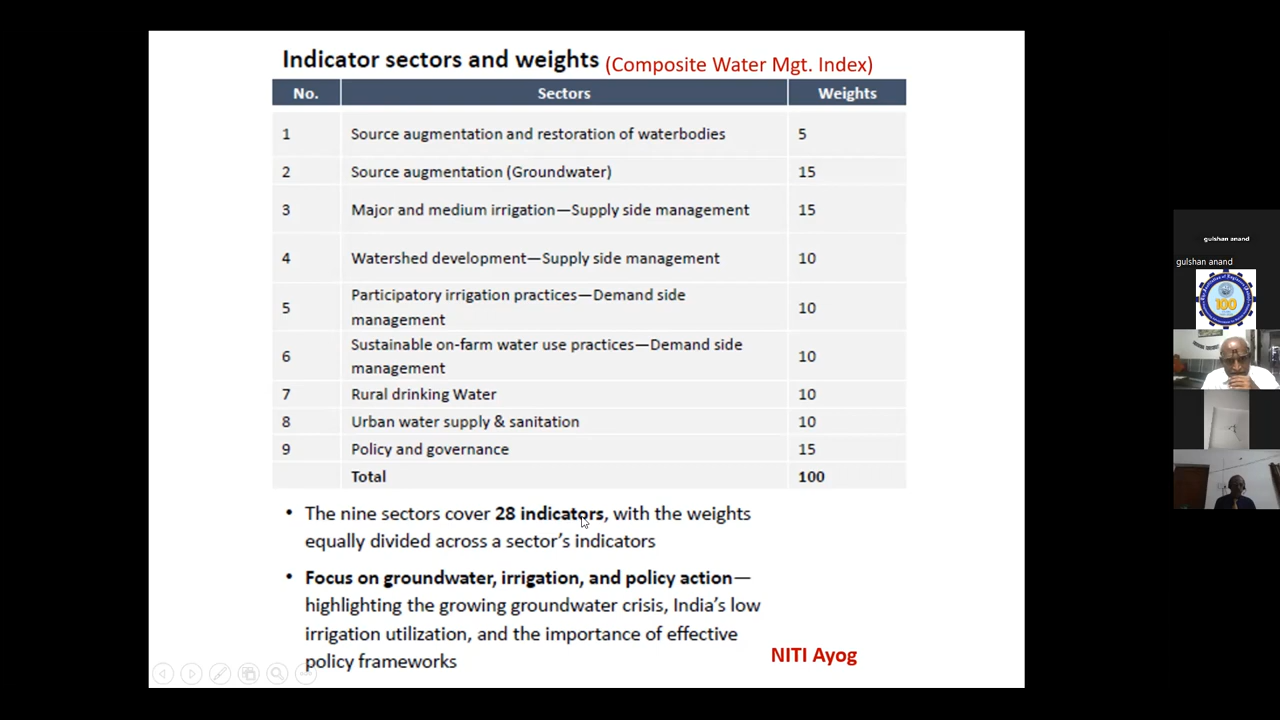 Indicator sectors and weights (Composite Water Mgt. Index)
No. Sectors Weights
1 Source augmentation and restoration of waterbodies 5
2 Source augmentation (Groundwater) 15
3 Major and medium irrigation—Supply side management 15
4 Watershed development—Supply side management 10
5 Participatory irrigation practices—Demand side management 10
6 Sustainable on-farm water use practices—Demand side management 10
7 Rural drinking Water 10
8 Urban water supply & sanitation 10
9 Policy and governance 15
Total 100
• The nine sectors cover 28 indicators, with the weights
equally divided across a sector's indicators
• Focus on groundwater, irrigation, and policy action—
highlighting the growing groundwater crisis, India's low
irrigation utilization, and the importance of effective
policy frameworks
NITI Ayog
gulshan anand
gulshan anand
100